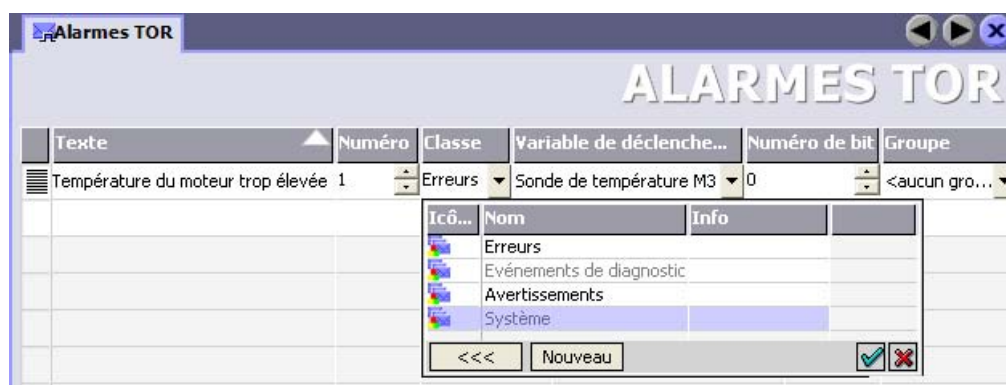 Alarmes TOR
ALARMES TOR
Texte Numéro Classe Variable de déclenche... Numéro de bit Groupe
Température du moteur trop élevée 1 Erreurs Sonde de température M3 0 <aucun gro...
Icô... Nom Info
Erreurs
Evénements de diagnostic
Avertissements
Système
<<< Nouveau